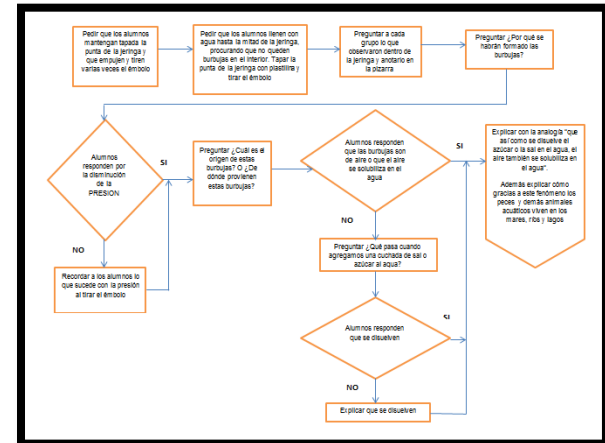 Pedir que los alumnos
mantengan tapada la
punta de la jeringa y
que empujen y tiren
varias veces el émbolo
Pedir que los alumnos llenen con
agua hasta la mitad de la jeringa,
procurando que no queden
burbujas en el interior. Tapar la
punta de la jeringa con plastilina y
tirar el émbolo
Preguntar a cada
grupo lo que
observaron dentro de
la jeringa y anotarlo en
la pizarra
Preguntar ¿Por qué se
habrán formado las
burbujas?
Alumnos
responden por
la disminución
de la
PRESION
SI
NO
Recordar a los alumnos lo
que sucede con la presión
al tirar el émbolo
Preguntar ¿Cuál es el
origen de estas
burbujas? O ¿De
dónde provienen
estas burbujas?
Alumnos responden
que las burbujas son
de aire o que el aire
se solubiliza en el
agua
SI
NO
Preguntar ¿Qué pasa cuando
agregamos una cuchada de sal o
azúcar al agua?
Alumnos responden
que se disuelven
SI
NO
Explicar que se disuelven
Explicar con la analogía "que
así como se disuelve el
azúcar o la sal en el agua, el
aire también se solubiliza en
el agua".
Además explicar cómo
gracias a este fenómeno los
peces y demás animales
acuáticos viven en los
mares, ríos y lagos